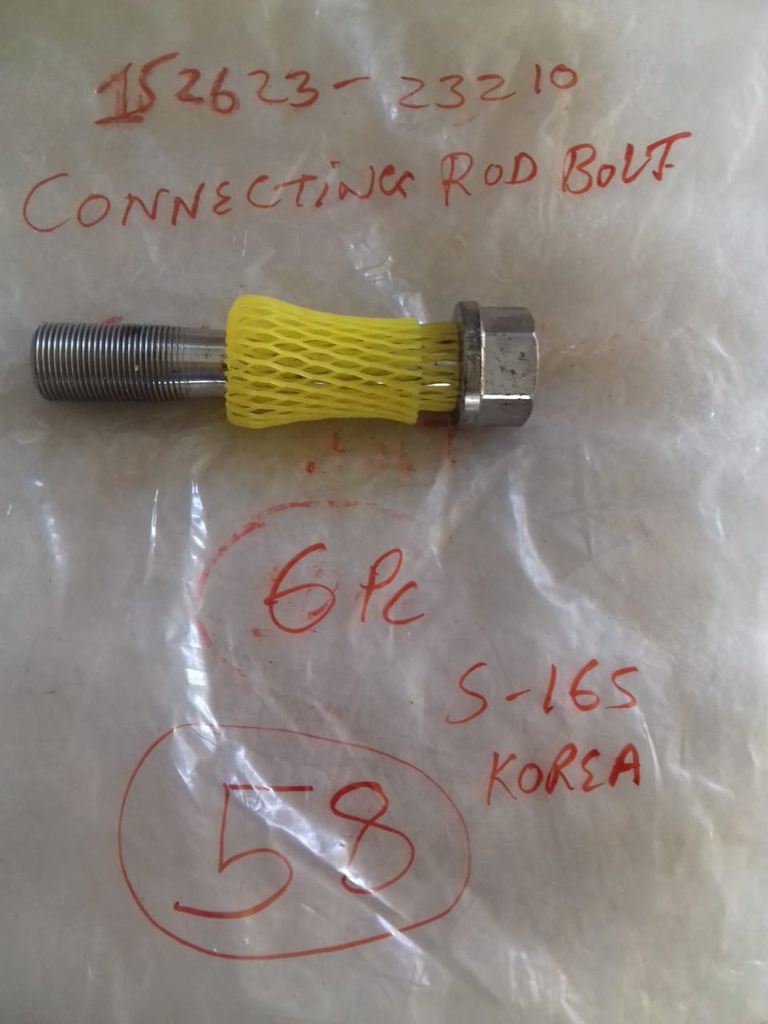 152623-23210
CONNECTING ROD BOLT
6 PC
S-165
KOREA
58